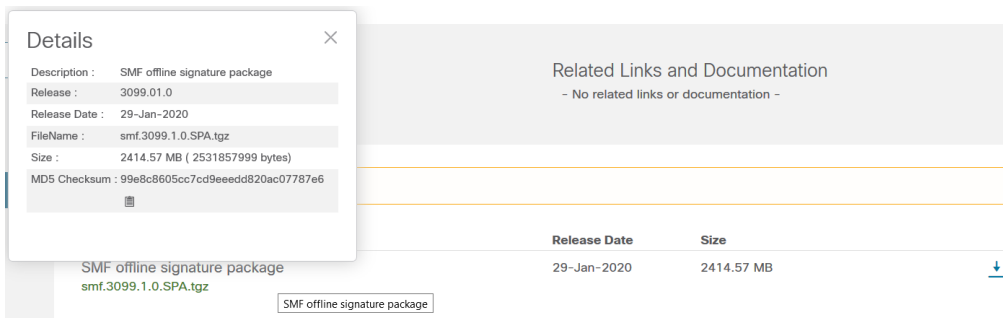 Details
Description : SMF offline signature package
Release : 3099.01.0
Release Date : 29-Jan-2020
FileName : smf.3099.1.0.SPA.tgz
Size : 2414.57 MB ( 2531857999 bytes)
MD5 Checksum : 99e8c8605cc7cd9eeedd820ac07787e6
Related Links and Documentation
- No related links or documentation -
Release Date Size
SMF offline signature package 29-Jan-2020 2414.57 MB
smf.3099.1.0.SPA.tgz
SMF offline signature package